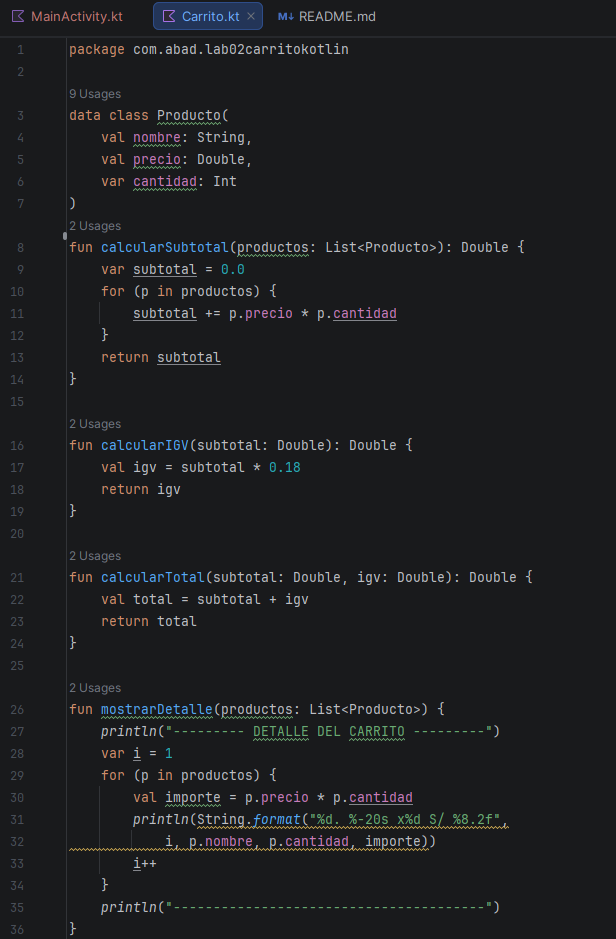 MainActivity.kt Carrito.kt × M↓ README.md
1 package com.abad.lab02carritokotlin
2
9 Usages
3 data class Producto(
4     val nombre: String,
5     val precio: Double,
6     var cantidad: Int
7 )
2 Usages
8 fun calcularSubtotal(productos: List<Producto>): Double {
9     var subtotal = 0.0
10     for (p in productos) {
11         subtotal += p.precio * p.cantidad
12     }
13     return subtotal
14 }
15
2 Usages
16 fun calcularIGV(subtotal: Double): Double {
17     val igv = subtotal * 0.18
18     return igv
19 }
20
2 Usages
21 fun calcularTotal(subtotal: Double, igv: Double): Double {
22     val total = subtotal + igv
23     return total
24 }
25
2 Usages
26 fun mostrarDetalle(productos: List<Producto>) {
27     println("--------- DETALLE DEL CARRITO ---------")
28     var i = 1
29     for (p in productos) {
30         val importe = p.precio * p.cantidad
31         println(String.format("%d. %-20s x%d S/ %8.2f",
32             i, p.nombre, p.cantidad, importe))
33         i++
34     }
35     println("---------------------------------------")
36 }